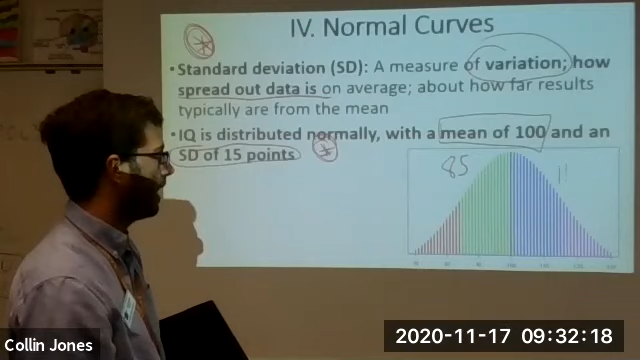 IV. Normal Curves
• Standard deviation (SD): A measure of variation; how
spread out data is on average; about how far results
typically are from the mean
• IQ is distributed normally, with a mean of 100 and an
SD of 15 points
85
Collin Jones
2020-11-17 09:32:18